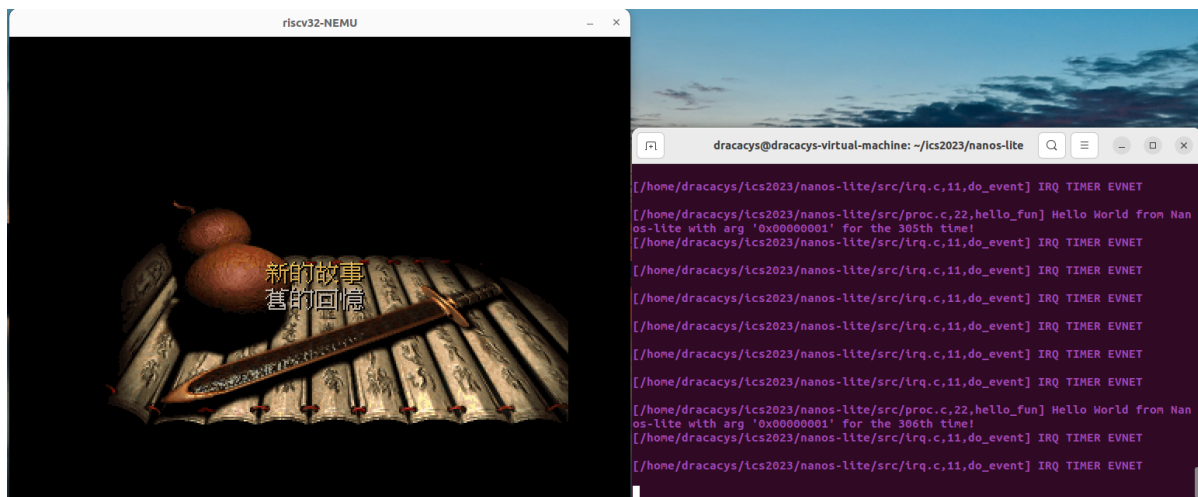 riscv32-NEMU
新的故事
舊的回憶
dracacys@dracacys-virtual-machine: ~/ics2023/nanos-lite
[/home/dracacys/ics2023/nanos-lite/src/irq.c,11,do_event] IRQ TIMER EVNET
[/home/dracacys/ics2023/nanos-lite/src/proc.c,22,hello_fun] Hello World from Nan
os-lite with arg '0x00000001' for the 305th time!
[/home/dracacys/ics2023/nanos-lite/src/irq.c,11,do_event] IRQ TIMER EVNET
[/home/dracacys/ics2023/nanos-lite/src/irq.c,11,do_event] IRQ TIMER EVNET
[/home/dracacys/ics2023/nanos-lite/src/irq.c,11,do_event] IRQ TIMER EVNET
[/home/dracacys/ics2023/nanos-lite/src/irq.c,11,do_event] IRQ TIMER EVNET
[/home/dracacys/ics2023/nanos-lite/src/irq.c,11,do_event] IRQ TIMER EVNET
[/home/dracacys/ics2023/nanos-lite/src/irq.c,11,do_event] IRQ TIMER EVNET
[/home/dracacys/ics2023/nanos-lite/src/proc.c,22,hello_fun] Hello World from Nan
os-lite with arg '0x00000001' for the 306th time!
[/home/dracacys/ics2023/nanos-lite/src/irq.c,11,do_event] IRQ TIMER EVNET
[/home/dracacys/ics2023/nanos-lite/src/irq.c,11,do_event] IRQ TIMER EVNET